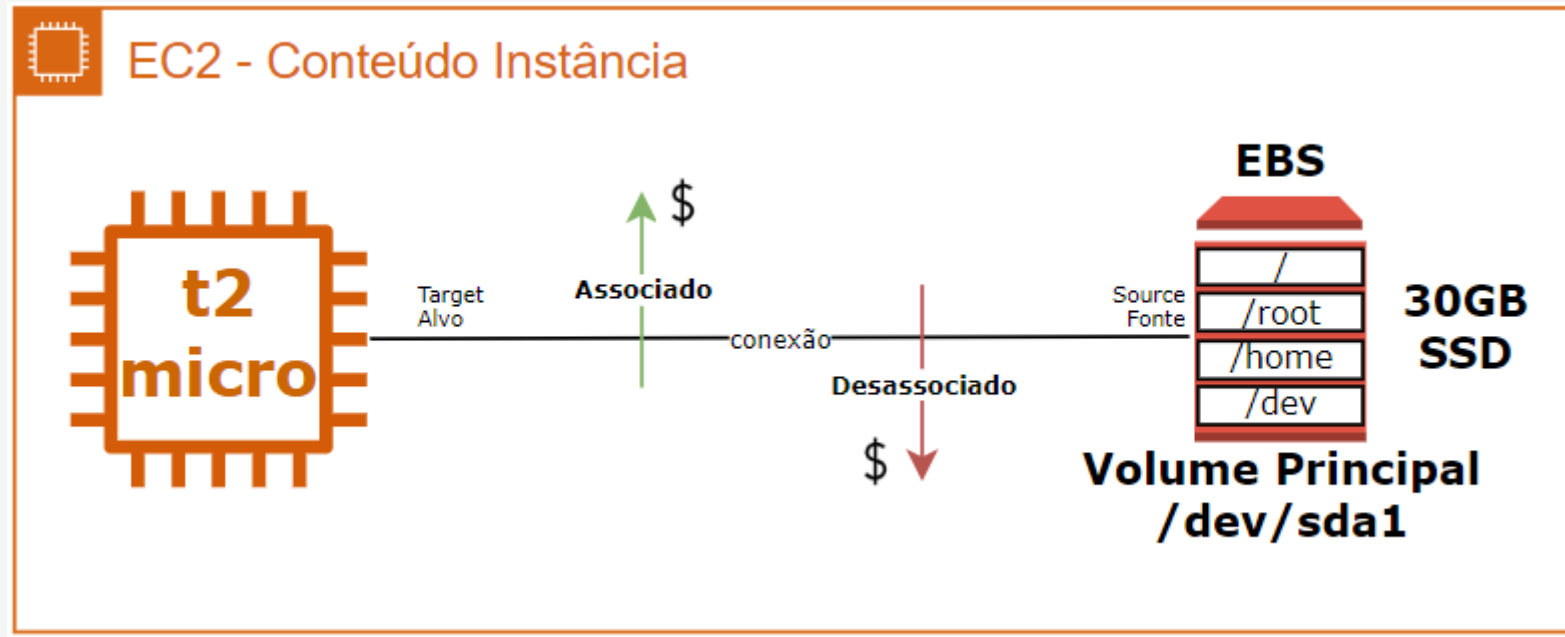 EC2 - Conteúdo Instância
EBS
$
t2
micro
Target
Alvo
Associado
conexão
Desassociado
$
Source
Fonte
/
/root
/home
/dev
30GB
SSD
Volume Principal
/dev/sda1